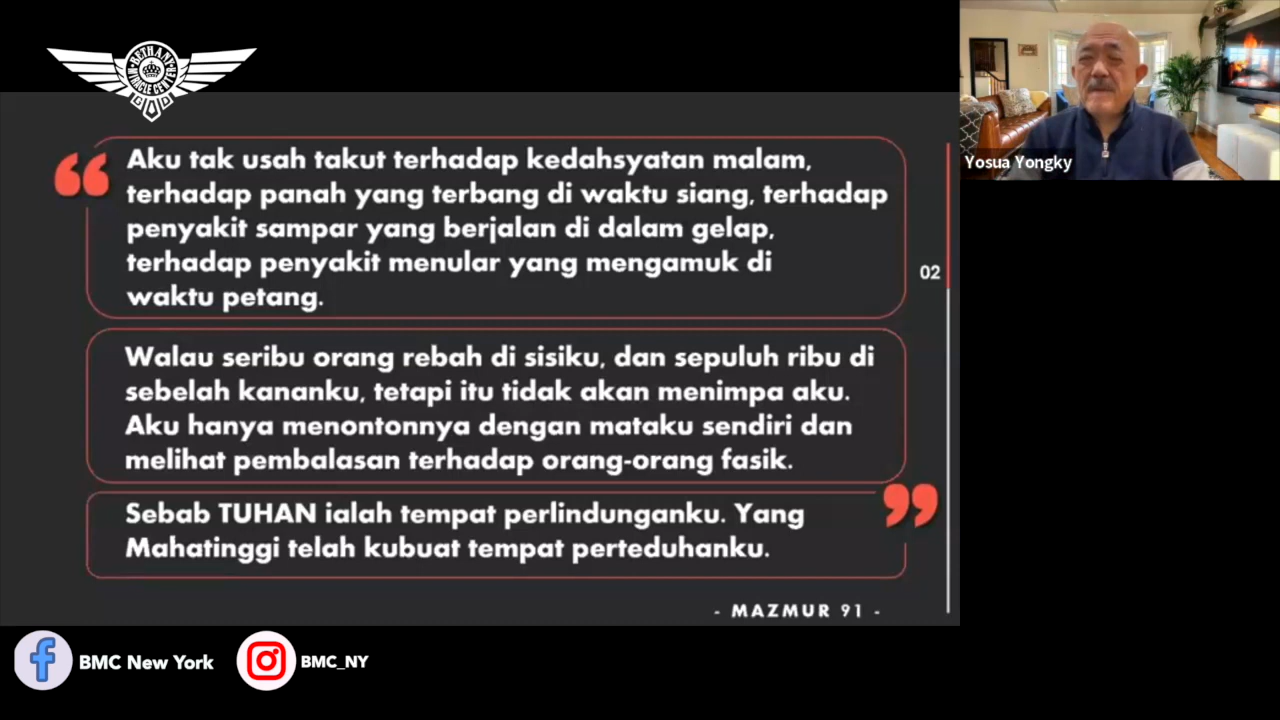 BETHANY
MIRACLE CENTER
Aku tak usah takut terhadap kedahsyatan malam,
terhadap panah yang terbang di waktu siang, terhadap
penyakit sampar yang berjalan di dalam gelap,
terhadap penyakit menular yang mengamuk di
waktu petang.
Walau seribu orang rebah di sisiku, dan sepuluh ribu di
sebelah kananku, tetapi itu tidak akan menimpa aku.
Aku hanya menontonnya dengan mataku sendiri dan
melihat pembalasan terhadap orang-orang fasik.
Sebab TUHAN ialah tempat perlindunganku. Yang
Mahatinggi telah kubuat tempat perteduhanku.
- MAZMUR 91 -
02
Yosua Yongky
BMC New York
BMC_NY